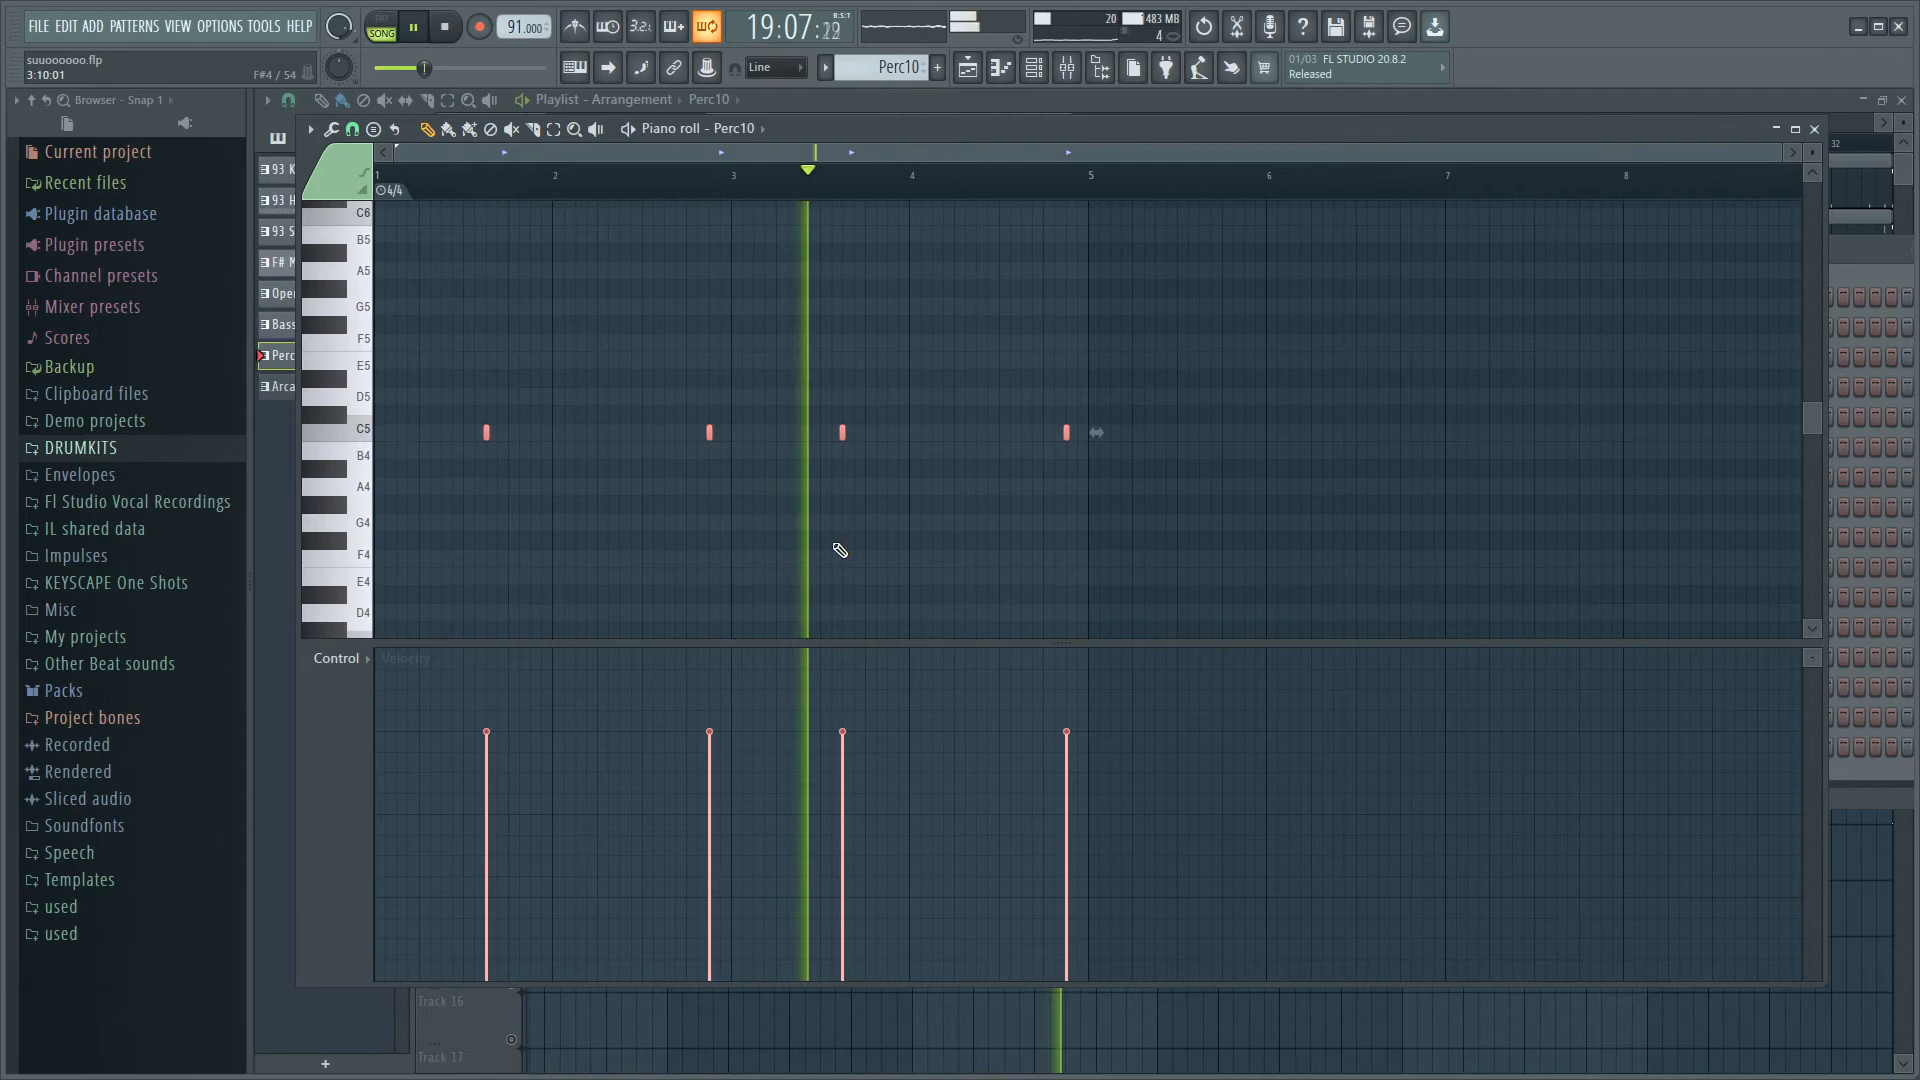 FILE EDIT ADD PATTERNS VIEW OPTIONS TOOLS HELP
PAT
SONG
91.000
3.2.
19:07:29
B:S:T
20
483 MB
4
suuoooooo.flp
3:10:01
F#4 / 54
Line
Perc10
01/03 FL STUDIO 20.8.2
Released
Browser - Snap 1
Playlist - Arrangement
Perc10
Piano roll - Perc10
Current project
Recent files
Plugin database
Plugin presets
Channel presets
Mixer presets
Scores
Backup
Clipboard files
Demo projects
DRUMKITS
Envelopes
Fl Studio Vocal Recordings
IL shared data
Impulses
KEYSCAPE One Shots
Misc
My projects
Other Beat sounds
Packs
Project bones
Recorded
Rendered
Sliced audio
Soundfonts
Speech
Templates
used
used
93 K
93 H
93 S
F# M
Ope
Bass
Perc
Arca
1 2 3 4 5 6 7 8
32
4/4
C6
B5
A5
G5
F5
E5
D5
C5
B4
A4
G4
F4
E4
D4
Control
Velocity
Track 16
Track 17